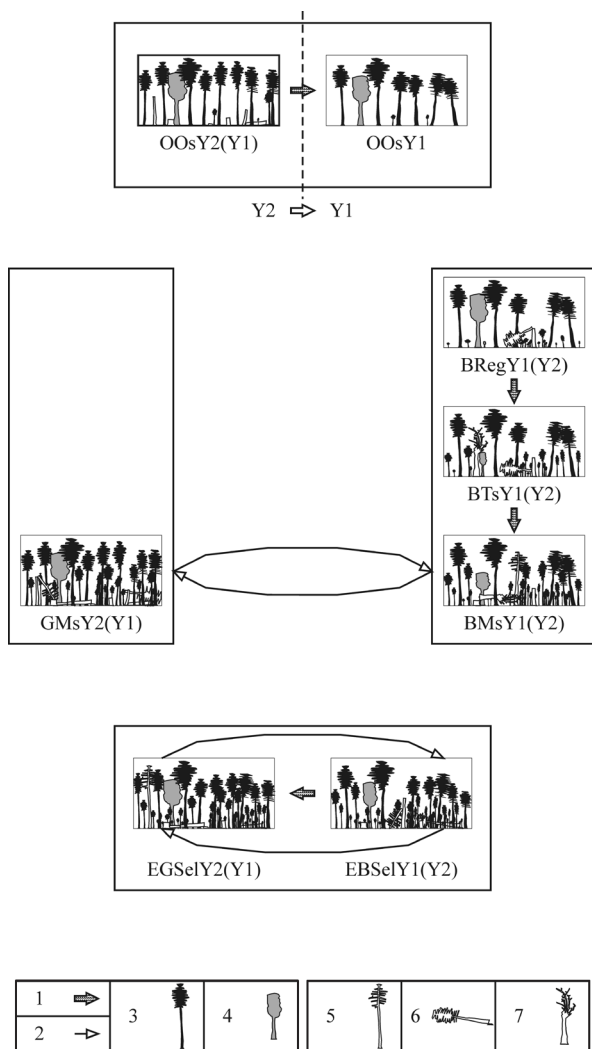 OOsY2(Y1) OOsY1
Y2 Y1
BRegY1(Y2)
BTsY1(Y2)
GMsY2(Y1) BMsY1(Y2)
EGSelY2(Y1) EBSelY1(Y2)
1
2
3 4 5 6 7